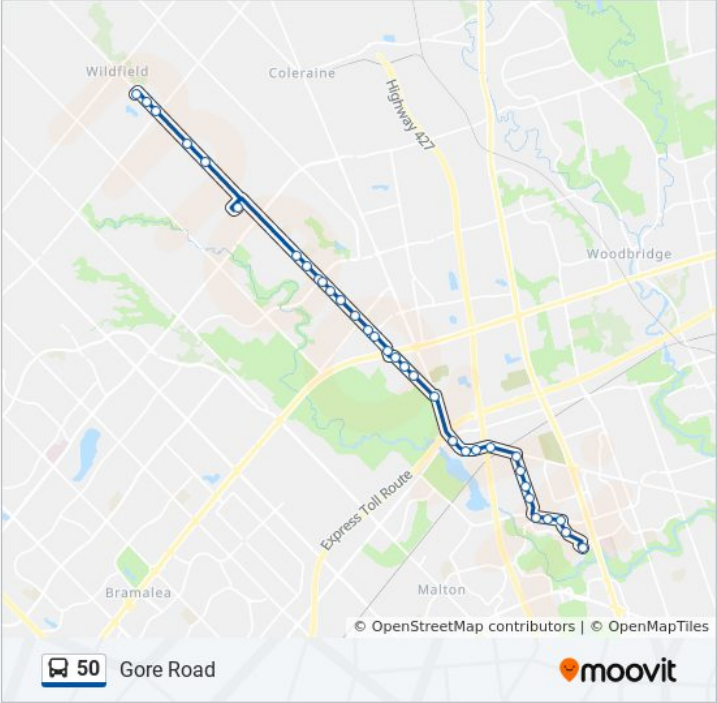 Wildfield
Coleraine
Highway 427
Woodbridge
Express Toll Route
Bramalea
Malton
© OpenStreetMap contributors | © OpenMapTiles
50 Gore Road
moovit